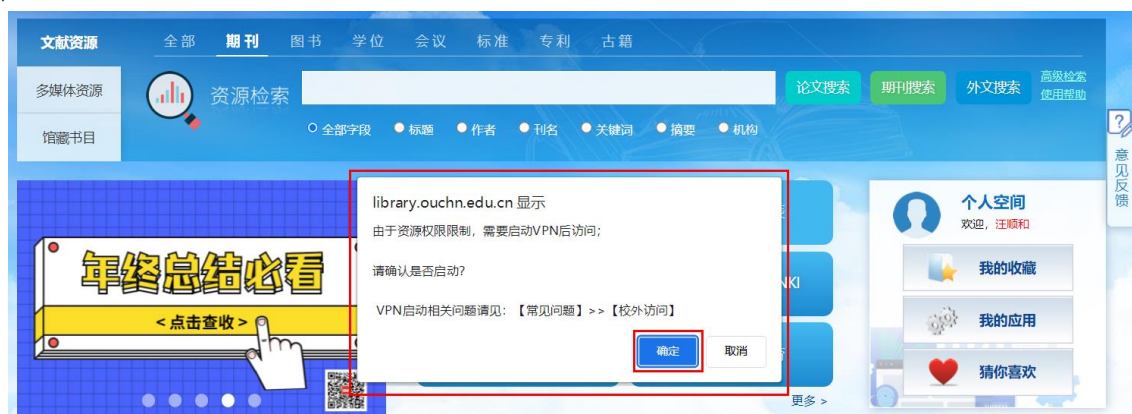 文献资源
全部 期刊 图书 学位 会议 标准 专利 古籍
多媒体资源
馆藏书目
资源检索
论文搜索 期刊搜索 外文搜索
高级检索
使用帮助
全部字段 标题 作者 刊名 关键词 摘要 机构
意见反馈
library.ouchn.edu.cn 显示
由于资源权限限制，需要启动VPN后访问；
请确认是否启动?
VPN启动相关问题请见：【常见问题】>>【校外访问】
确定 取消
年终总结必看
<点击查收>
更多 >
个人空间
欢迎, 汪顺和
我的收藏
我的应用
猜你喜欢